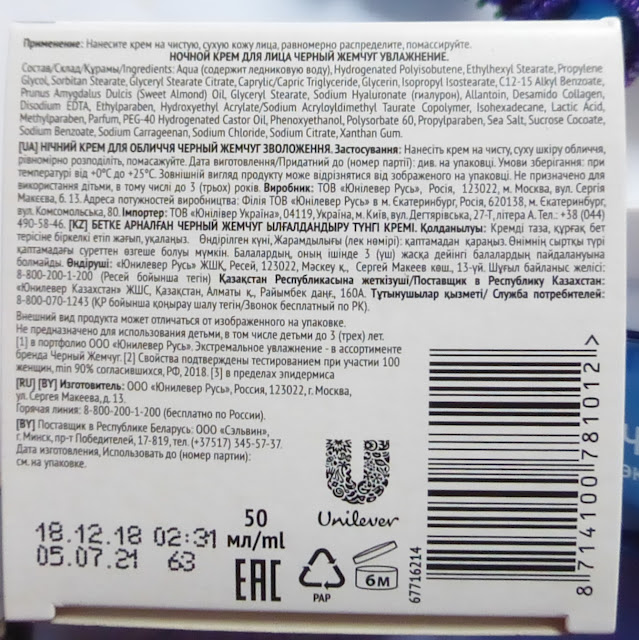 Применение: Нанесите крем на чистую, сухую кожу лица, равномерно распределите, помассируйте.
НОЧНОЙ КРЕМ ДЛЯ ЛИЦА ЧЕРНЫЙ ЖЕМЧУГ УВЛАЖНЕНИЕ.
Состав/Склад/Құрамы/Ingredients: Aqua (содержит ледниковую воду), Hydrogenated Polyisobutene, Ethylhexyl Stearate, Propylene
Glycol, Sorbitan Stearate, Glyceryl Stearate Citrate, Caprylic/Capric Triglyceride, Glycerin, Isopropyl Isostearate, C12-15 Alkyl Benzoate,
Prunus Amygdalus Dulcis (Sweet Almond) Oil, Glyceryl Stearate, Sodium Hyaluronate (гиалурон), Allantoin, Desamido Collagen,
Disodium EDTA, Ethylparaben, Hydroxyethyl Acrylate/Sodium Acryloyldimethyl Taurate Copolymer, Isohexadecane, Lactic Acid,
Methylparaben, Parfum, PEG-40 Hydrogenated Castor Oil, Phenoxyethanol, Polysorbate 60, Propylparaben, Sea Salt, Sucrose Cocoate,
Sodium Benzoate, Sodium Carrageenan, Sodium Chloride, Sodium Citrate, Xanthan Gum.
[UA] НІЧНИЙ КРЕМ ДЛЯ ОБЛИЧЧЯ ЧЕРНЫЙ ЖЕМЧУГ ЗВОЛОЖЕННЯ. Застосування: Нанесіть крем на чисту, суху шкіру обличчя,
рівномірно розподіліть, помасажуйте. Дата виготовлення/Придатний до (номер партії): див. на упаковці. Умови зберігання: при
температурі від +0°C до +25°C. Зовнішній вигляд продукту може відрізнятися від зображеного на упаковці. Не призначено для
використання дітьми, в тому числі до 3 (трьох) років. Виробник: ТОВ «Юнілевер Русь», Росія, 123022, м. Москва, вул. Сергія
Макеєва, б. 13. Адреса потужностей виробництва: Філія ТОВ «Юнілевер Русь» в м. Екатеринбург, Росія, 620138, м. Екатеринбург,
вул. Комсомольська, 80. Імпортер: ТОВ «Юнілівер Україна», 04119, Україна, м. Київ, вул. Дегтярівська, 27-Т, літера А. Тел.: +38 (044)
490-58-46. [KZ] БЕТКЕ АРНАЛҒАН ЧЕРНЫЙ ЖЕМЧУГ ЫЛҒАЛДАНДЫРУ ТҮНГІ КРЕМІ. Қолданылуы: Кремді таза, құрғақ, бет
терісіне біркелкі етіп жағып, уқалаңыз. Өндірілген күні, Жарамдылығы (лек нөмірі): қаптамадан қараңыз. Өнімнің сыртқы түрі
қаптамадағы суреттен өзгеше болуы мүмкін. Балалардың, оның ішінде 3 (үш) жасқа дейінгі балалардың пайдалануына
болмайды. Өндіруші: «Юнилевер Русь» ЖШҚ, Ресей, 123022, Мәскеу қ., Сергей Макеев көш., 13-үй. Шұғыл байланыс желісі:
8-800-200-1-200 (Ресей бойынша тегін) Қазақстан Республикасына жеткізуші/Поставщик в Республику Казахстан:
«Юнилевер Казахстан» ЖШС, Қазақстан, Алматы қ., Райымбек даңғ., 160А. Тұтынушылар қызметі/ Служба потребителей:
8-800-070-1243 (ҚР бойынша қоңырау шалу тегін/Звонок бесплатный по РК).
Внешний вид продукта может отличаться от изображенного на упаковке.
Не предназначено для использования детьми, в том числе детьми до 3 (трех) лет.
[1] в портфолио ООО «Юнилевер Русь». Экстремальное увлажнение - в ассортименте
бренда Черный Жемчуг. [2] Свойства подтверждены тестированием при участии 100
женщин, min 90% согласившихся, РФ, 2018. [3] в пределах эпидермиса
[RU] [BY] Изготовитель: ООО «Юнилевер Русь», Россия, 123022, г. Москва,
ул. Сергея Макеева, д. 13.
Горячая линия: 8-800-200-1-200 (бесплатно по России).
[BY] Поставщик в Республике Беларусь: ООО «Сэльвин»,
г. Минск, пр-т Победителей, 17-819, тел. (+37517) 345-57-37.
Дата изготовления, Использовать до (номер партии):
см. на упаковке.
Unilever
18.12.18 02:31
05.07.21 63
50
мл/ml
EAC
PAP
6м
67716214
8 714100 781012 >